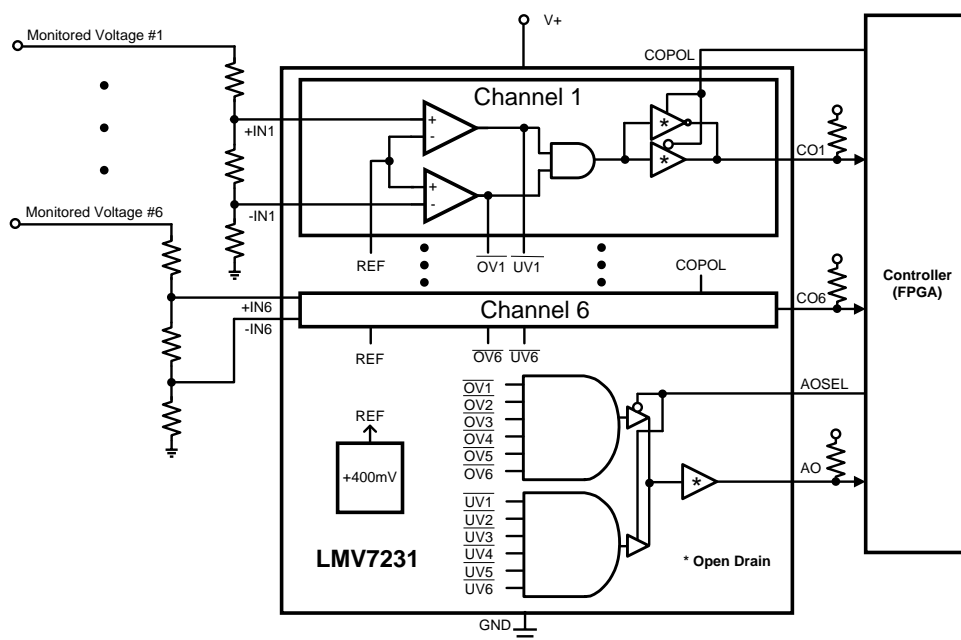 Monitored Voltage #1
V+
COPOL
Channel 1
+IN1
+
-
*
*
CO1
+
-
-IN1
Monitored Voltage #6
REF
OV1
UV1
COPOL
Controller
(FPGA)
+IN6
Channel 6
CO6
-IN6
REF
OV6
UV6
OV1
OV2
OV3
OV4
OV5
OV6
AOSEL
REF
+400mV
*
AO
UV1
UV2
UV3
UV4
UV5
UV6
LMV7231
* Open Drain
GND